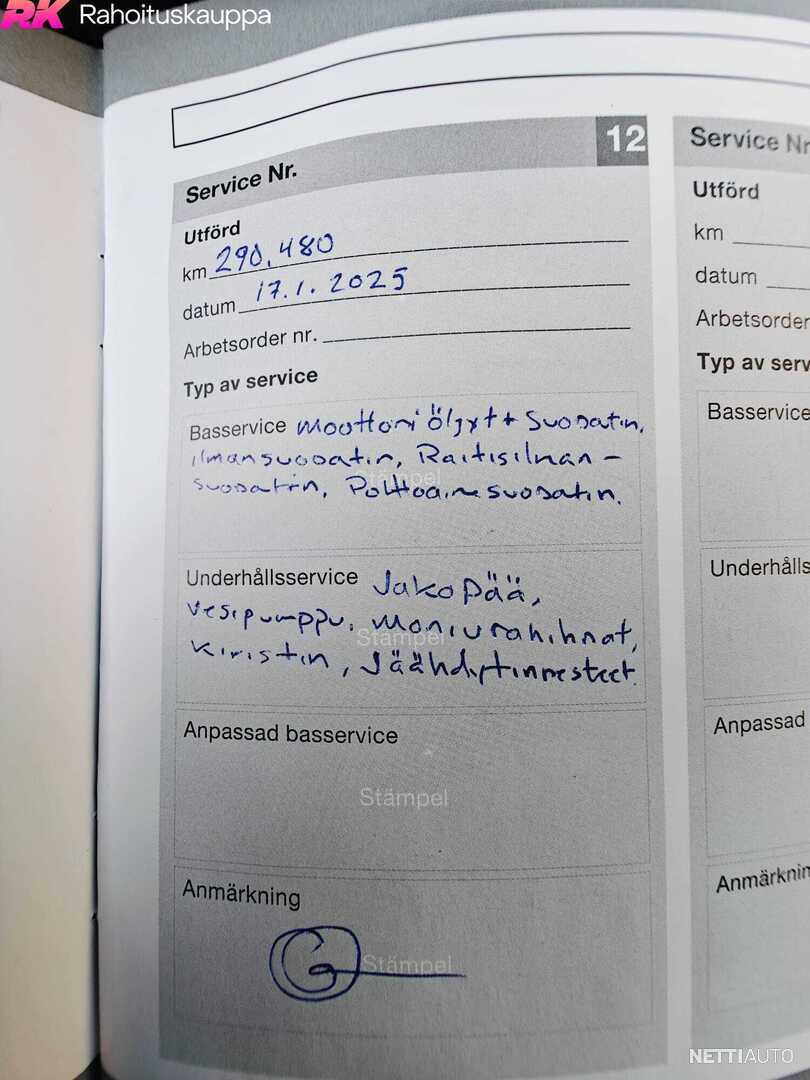 RK Rahoituskauppa
Service Nr. 12
Utförd
km 290.480
datum 17.1.2025
Arbetsorder nr.
Typ av service
Basservice Moottoriöljyt + Suodatin,
ilmansuodatin, Raitisilman-
suodatin, Polttoainesuodatin.
Stämpel
Underhållsservice Jakopää,
vesipumppu, moniurahihnat,
Stämpel
kiristin, Jäähdytinnesteet
Anpassad basservice
Stämpel
Anmärkning
Stämpel
Service Nr
Utförd
km
datum
Arbetsorder
Typ av serv
Basservice
Underhålls
Anpassad
Anmärknin
NETTIAUTO